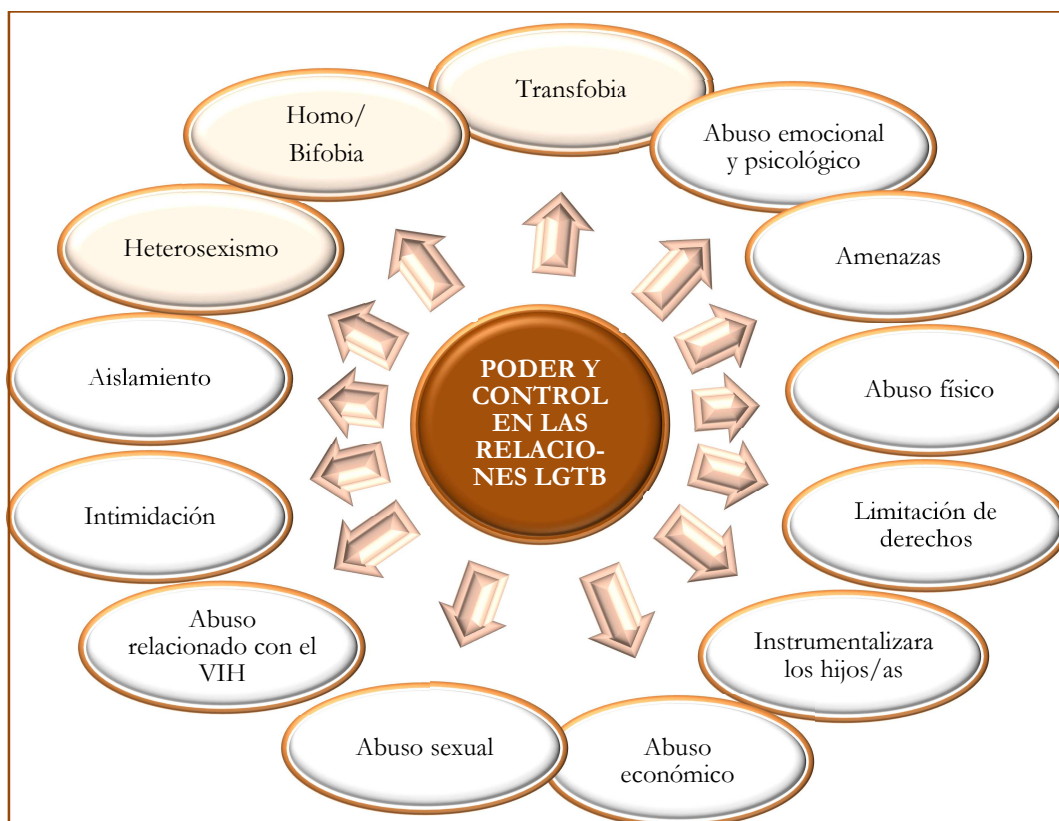 Transfobia
Homo/
Bifobia
Abuso emocional
y psicológico
Heterosexismo
Amenazas
PODER Y
CONTROL
EN LAS
RELACIO-
NES LGTB
Aislamiento
Abuso físico
Intimidación
Limitación de
derechos
Abuso
relacionado con el
VIH
Instrumentalizara
los hijos/as
Abuso sexual
Abuso
económico